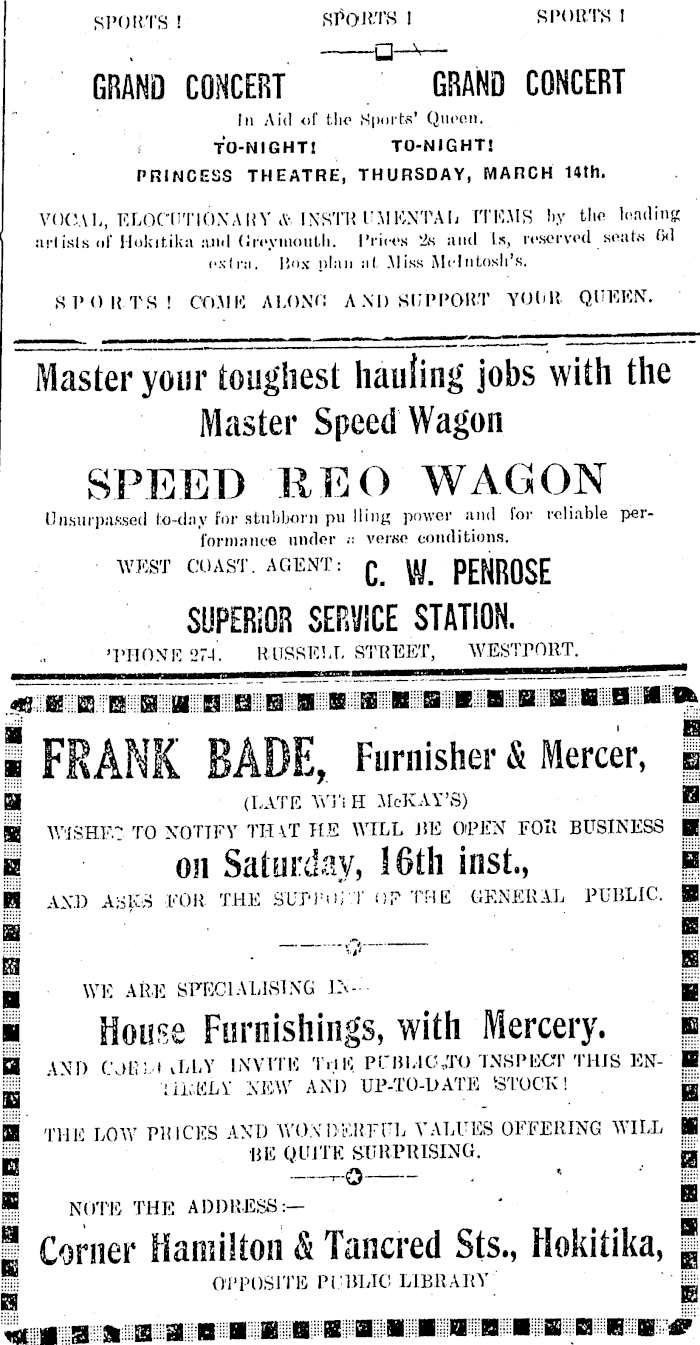 SPORTS ! SPORTS ! SPORTS !
GRAND CONCERT GRAND CONCERT
In Aid of the Sports' Queen.
TO-NIGHT! TO-NIGHT!
PRINCESS THEATRE, THURSDAY, MARCH 14th.
VOCAL, ELOCUTIONARY & INSTRUMENTAL ITEMS by the leading
artists of Hokitika and Greymouth. Prices 2s and 1s, reserved seats 6d
extra. Box plan at Miss McIntosh's.
SPORTS! COME ALONG AND SUPPORT YOUR QUEEN.
Master your toughest hauling jobs with the
Master Speed Wagon
SPEED REO WAGON
Unsurpassed to-day for stubborn pu lling power and for reliable per-
formance under a verse conditions.
WEST COAST. AGENT: C. W. PENROSE
SUPERIOR SERVICE STATION.
'PHONE 274. RUSSELL STREET, WESTPORT.
FRANK BADE, Furnisher & Mercer,
(LATE WITH McKAY'S)
WISHES TO NOTIFY THAT HE WILL BE OPEN FOR BUSINESS
on Saturday, 16th inst.,
AND ASKS FOR THE SUPPORT OF THE GENERAL PUBLIC.
WE ARE SPECIALISING IN—
House Furnishings, with Mercery.
AND CORDIALLY INVITE THE PUBLIC TO INSPECT THIS EN-
TIRELY NEW AND UP-TO-DATE STOCK!
THE LOW PRICES AND WONDERFUL VALUES OFFERING WILL
BE QUITE SURPRISING.
NOTE THE ADDRESS:—
Corner Hamilton & Tancred Sts., Hokitika,
OPPOSITE PUBLIC LIBRARY